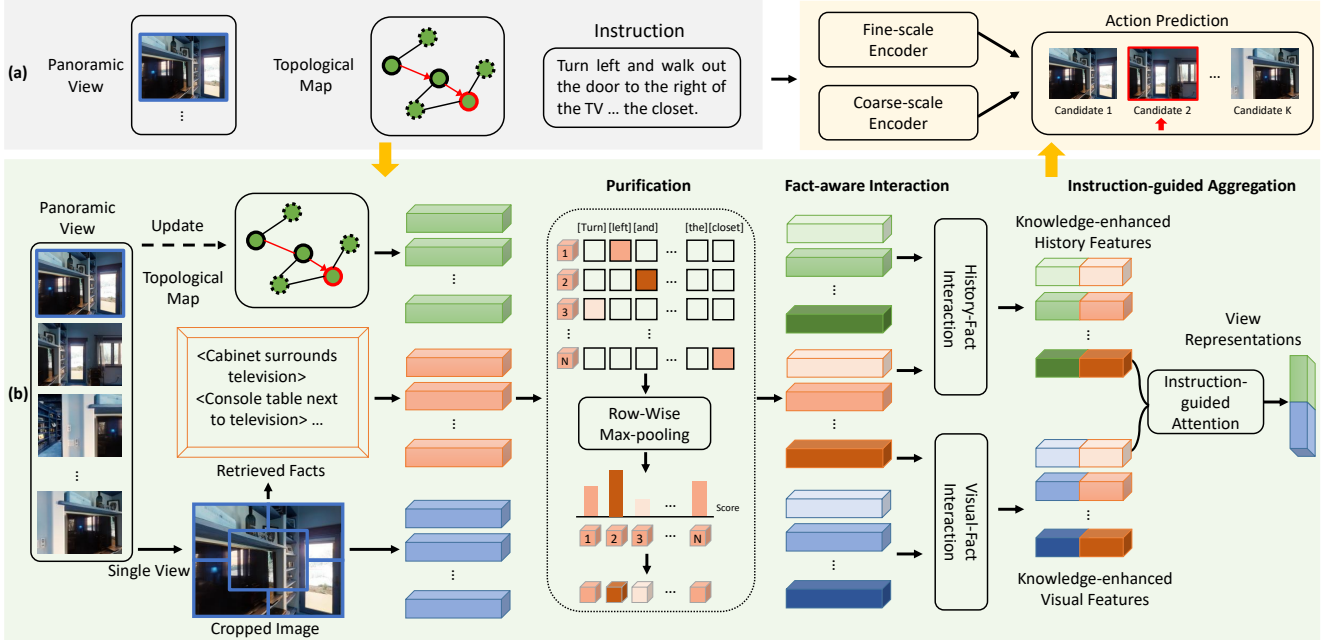 (a)
Panoramic
View
⋮
Topological
Map
Instruction
Turn left and walk out
the door to the right of
the TV ... the closet.
Fine-scale
Encoder
Coarse-scale
Encoder
Action Prediction
...
Candidate 1
Candidate 2
Candidate K
(b)
Panoramic
View
⋮
Update
Topological
Map
<Cabinet surrounds
television>
<Console table next
to television> ...
Retrieved Facts
Single View
Cropped Image
⋮
⋮
⋮
Purification
[Turn] [left] [and] [the] [closet]
1 ...
2 ...
3 ...
⋮ ⋮
N ...
Row-Wise
Max-pooling
... Score
1 2 3 ... N
...
Fact-aware Interaction
⋮
⋮
⋮
History-Fact
Interaction
Visual-Fact
Interaction
Instruction-guided Aggregation
Knowledge-enhanced
History Features
⋮
⋮
Knowledge-enhanced
Visual Features
View
Representations
Instruction-
guided
Attention